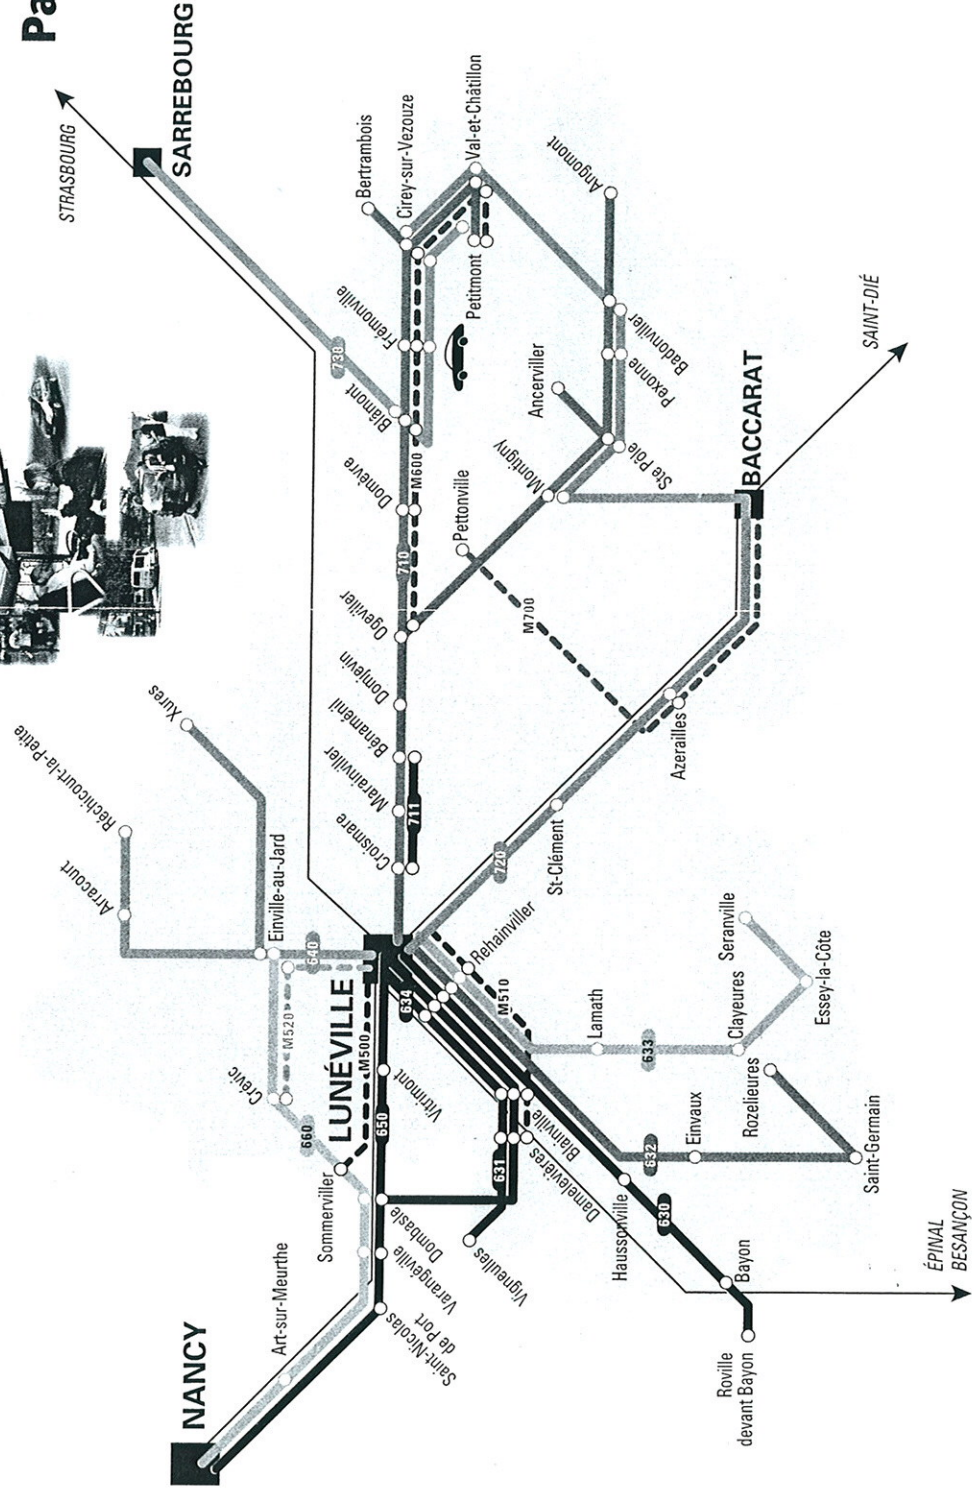 Pa
STRASBOURG
SARREBOURG
730
Bertrambois
Cirey-sur-Vezouze
Val-et-Châtillon
Angomont
Frémonville
Petitmont
Blâmont
Domèvre
M600
710
Ogéviller
Domjevin
Bénaménil
Marainviller
Croismare
711
Ancerviller
Badonviller
Pexonne
Ste Pôle
Montigny
Pettonville
M700
BACCARAT
SAINT-DIÉ
Azerailles
St-Clément
720
Xures
Réchicourt-la-Petite
Arracourt
Einville-au-Jard
640
M520
Crévic
660
LUNÉVILLE
M500
634
650
Vitrimont
Rehainviller
M510
Lamath
633
Clayeures
Seranville
Essey-la-Côte
Rozelieures
Einvaux
632
Saint-Germain
Blainville
Damelevières
631
Haussonville
630
Bayon
Roville
devant Bayon
Vigneulles
Sommerviller
Dombasle
Varangéville
Saint-Nicolas
de Port
Art-sur-Meurthe
NANCY
ÉPINAL
BESANÇON